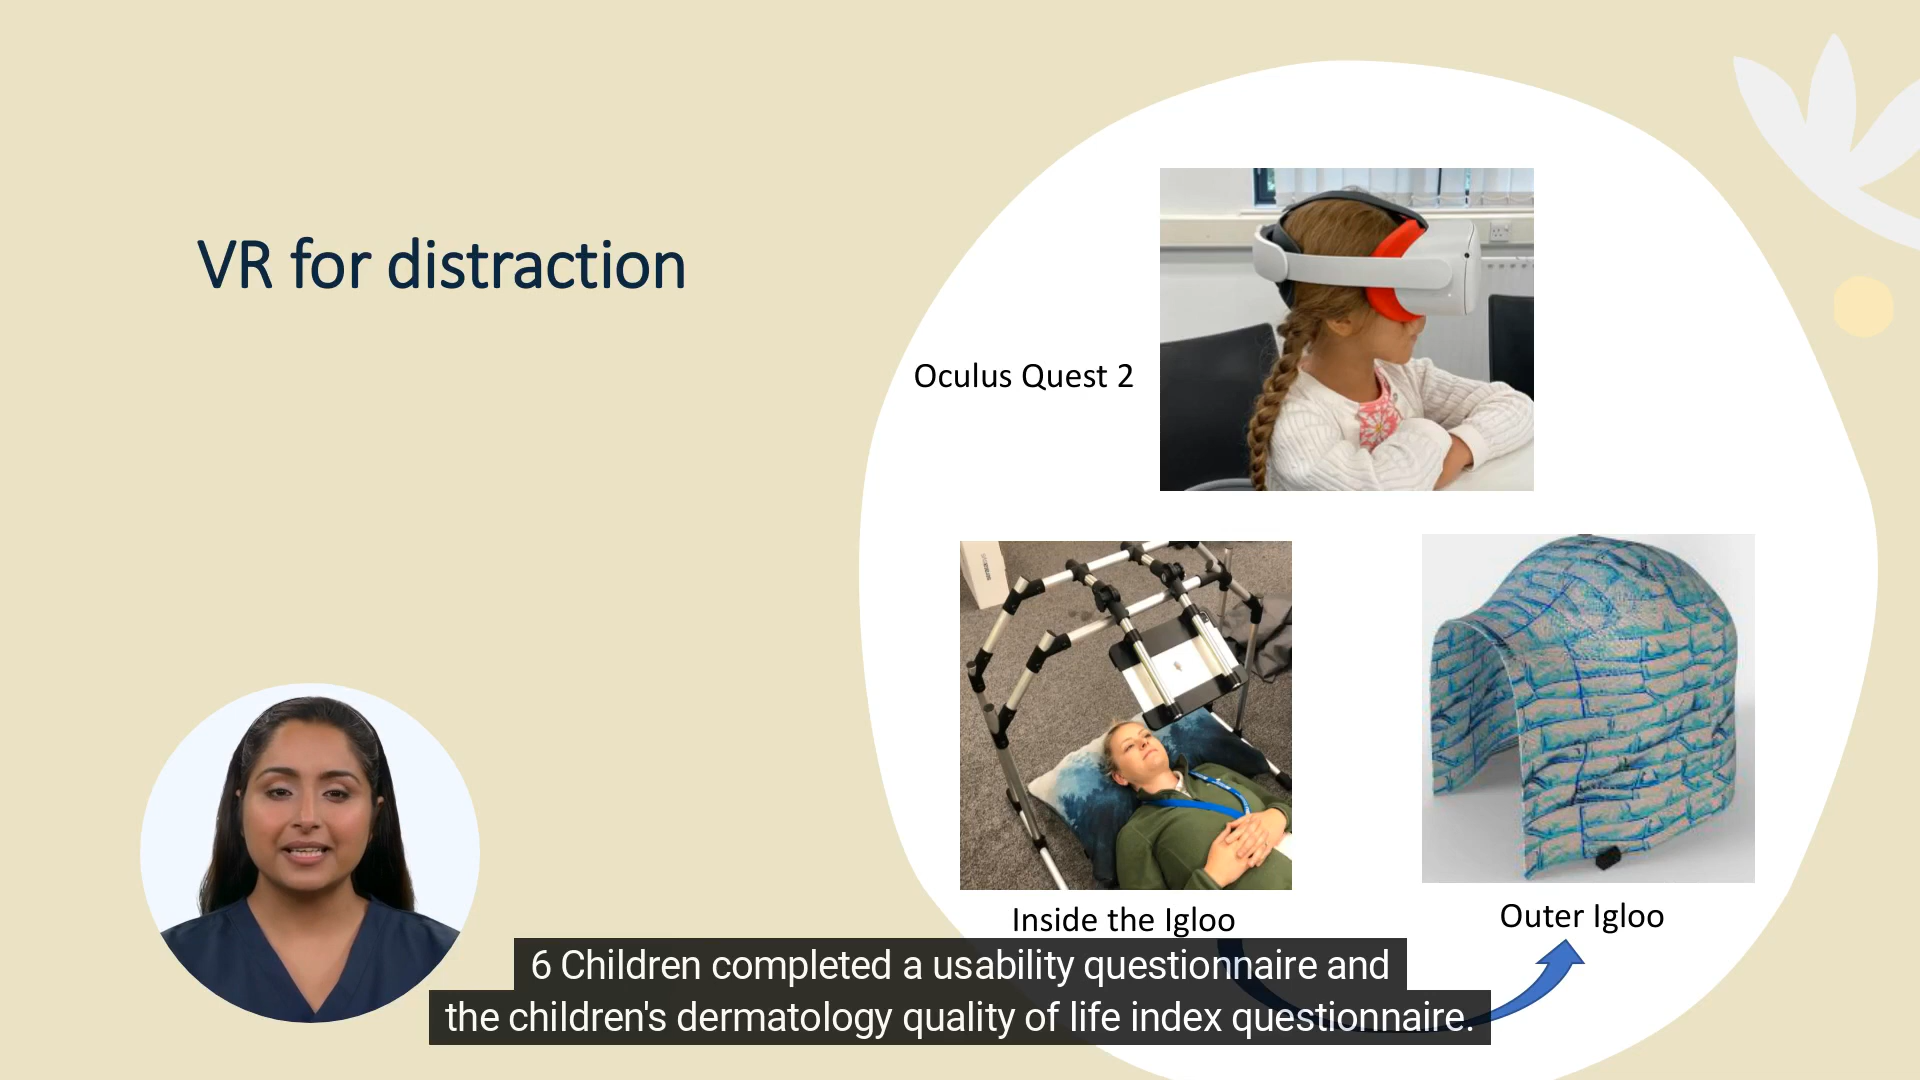 VR for distraction
Oculus Quest 2
Inside the Igloo
Outer Igloo
6 Children completed a usability questionnaire and
the children's dermatology quality of life index questionnaire.